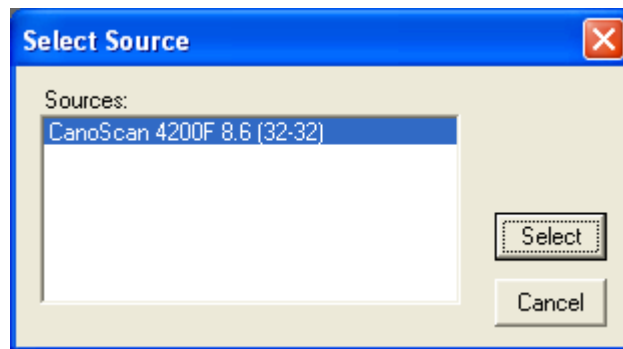 Select Source
Sources:
CanoScan 4200F 8.6 (32-32)
Select
Cancel